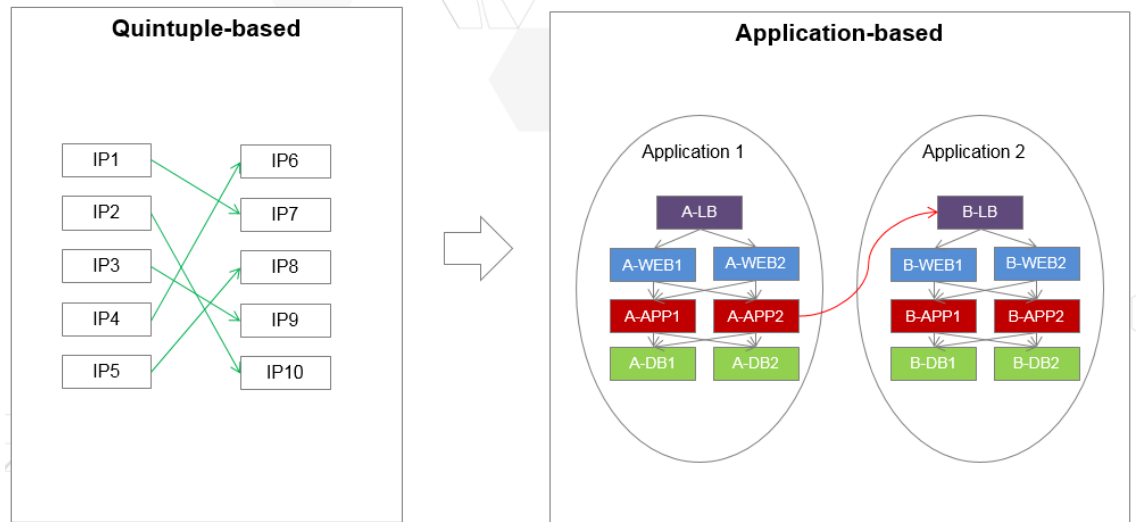 Quintuple-based
IP1
IP2
IP3
IP4
IP5
IP6
IP7
IP8
IP9
IP10
Application-based
Application 1
A-LB
A-WEB1 A-WEB2
A-APP1 A-APP2
A-DB1 A-DB2
Application 2
B-LB
B-WEB1 B-WEB2
B-APP1 B-APP2
B-DB1 B-DB2